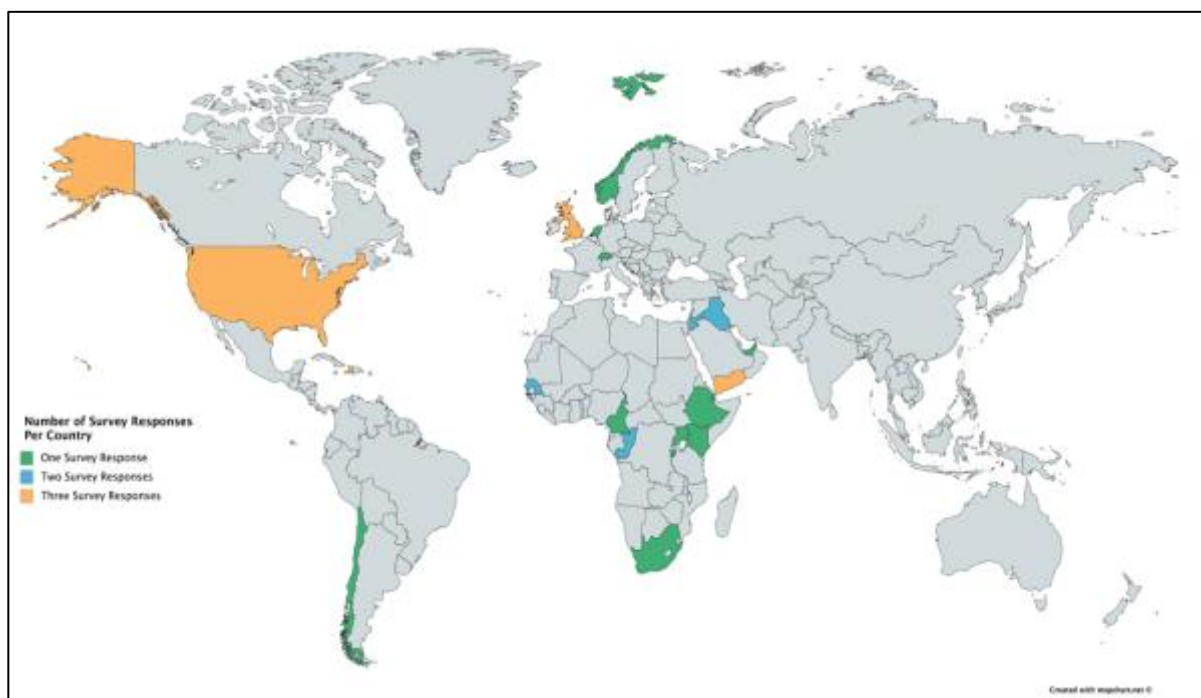 Number of Survey Responses
Per Country
One Survey Response
Two Survey Responses
Three Survey Responses
Created with mapchart.net ©